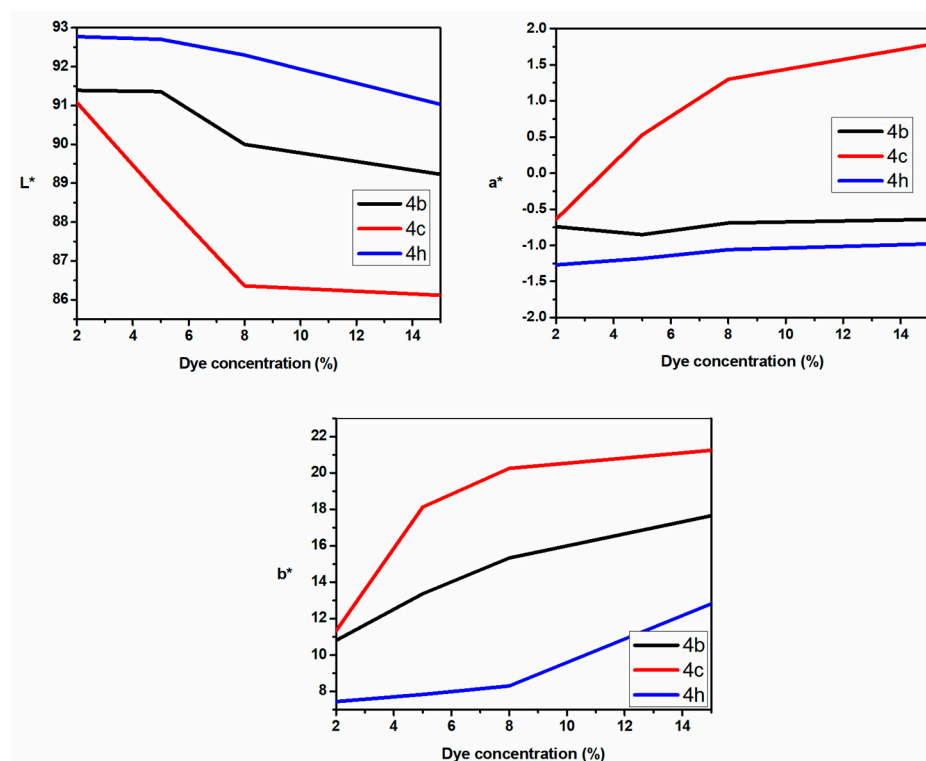 93
92
91
90
89
88
87
86
L*
4b
4c
4h
2 4 6 8 10 12 14
Dye concentration (%)
2.0
1.5
1.0
0.5
0.0
-0.5
-1.0
-1.5
-2.0
a*
4b
4c
4h
2 4 6 8 10 12 14
Dye concentration (%)
22
20
18
16
14
12
10
8
b*
4b
4c
4h
2 4 6 8 10 12 14
Dye concentration (%)